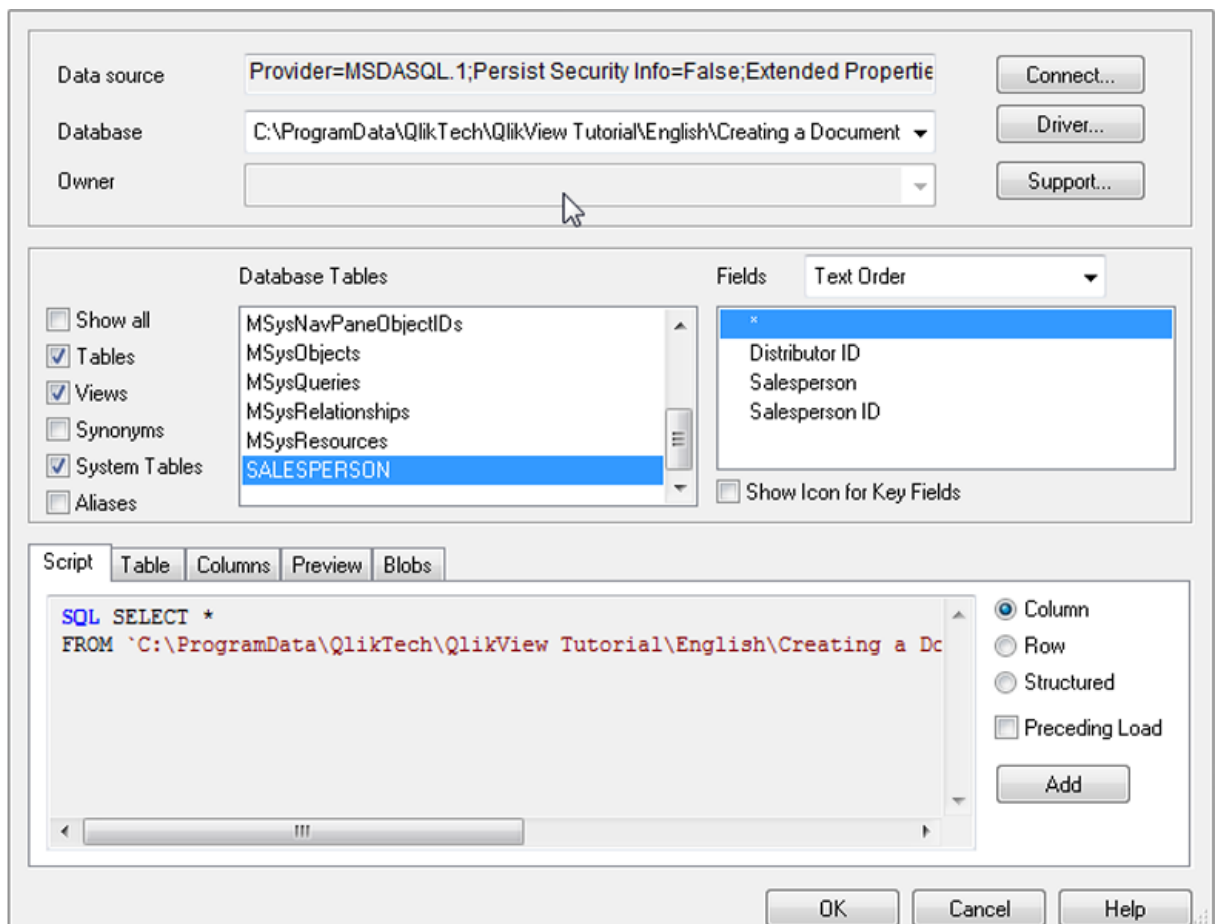 Data source
Provider=MSDASQL.1;Persist Security Info=False;Extended Propertie
Connect...
Database
C:\ProgramData\QlikTech\QlikView Tutorial\English\Creating a Document
Driver...
Owner
Support...
Database Tables
Fields
Text Order
Show all
Tables
Views
Synonyms
System Tables
Aliases
MSysNavPaneObjectIDs
MSysObjects
MSysQueries
MSysRelationships
MSysResources
SALESPERSON
*
Distributor ID
Salesperson
Salesperson ID
Show Icon for Key Fields
Script
Table
Columns
Preview
Blobs
SQL SELECT *
FROM `C:\ProgramData\QlikTech\QlikView Tutorial\English\Creating a Do
Column
Row
Structured
Preceding Load
Add
OK
Cancel
Help